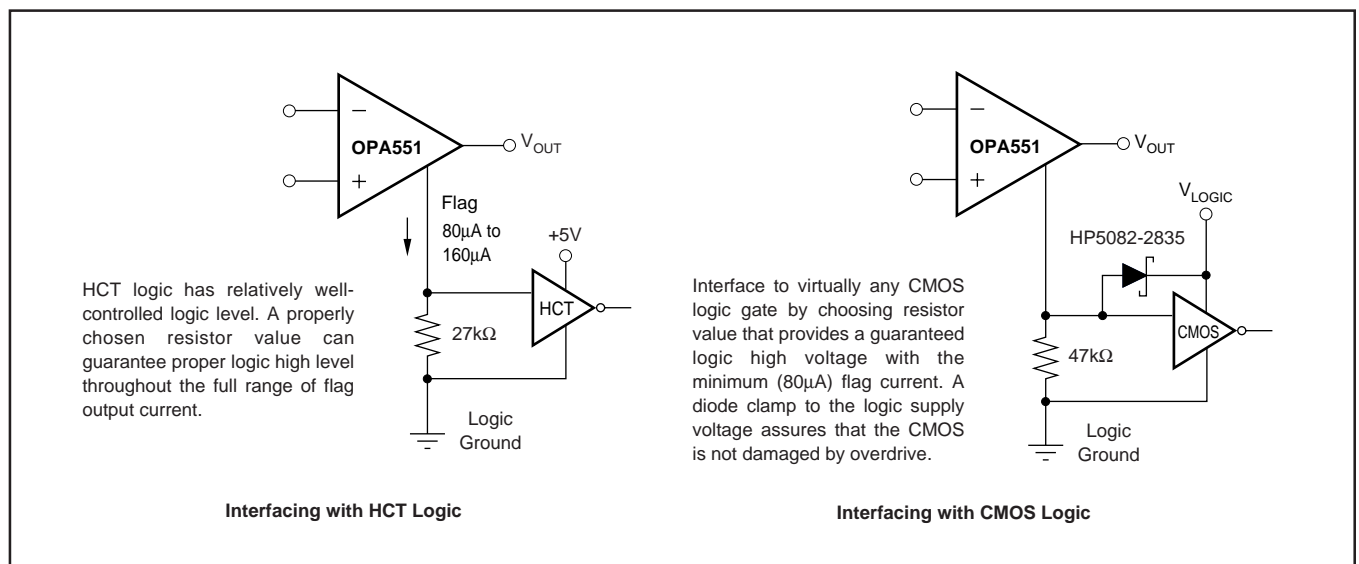 −
OPA551
+
VOUT
Flag
80μA to
160μA
+5V
HCT
27kΩ
Logic
Ground
HCT logic has relatively well-
controlled logic level. A properly
chosen resistor value can
guarantee proper logic high level
throughout the full range of flag
output current.
Interfacing with HCT Logic
−
OPA551
+
VOUT
VLOGIC
HP5082-2835
CMOS
47kΩ
Logic
Ground
Interface to virtually any CMOS
logic gate by choosing resistor
value that provides a guaranteed
logic high voltage with the
minimum (80μA) flag current. A
diode clamp to the logic supply
voltage assures that the CMOS
is not damaged by overdrive.
Interfacing with CMOS Logic